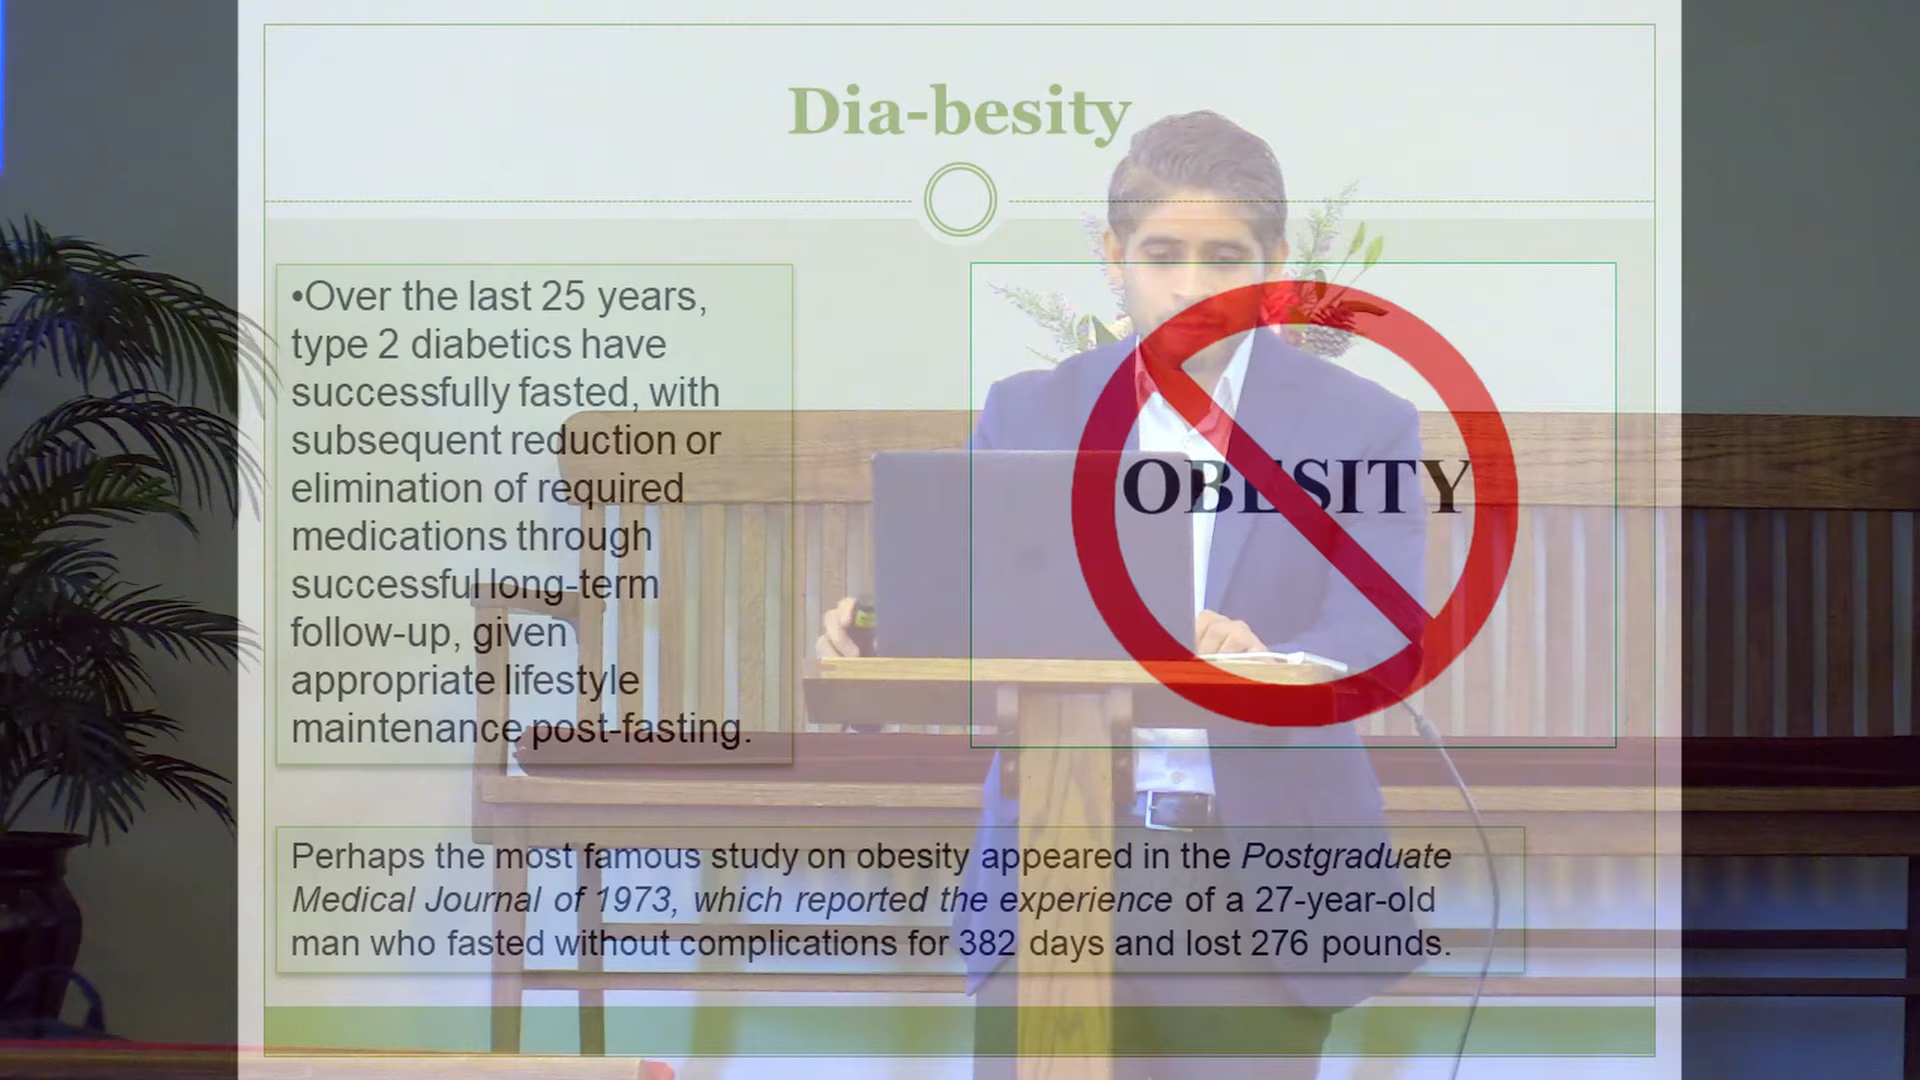 Dia-besity
•Over the last 25 years,
type 2 diabetics have
successfully fasted, with
subsequent reduction or
elimination of required
medications through
successful long-term
follow-up, given
appropriate lifestyle
maintenance post-fasting.
OBESITY
Perhaps the most famous study on obesity appeared in the Postgraduate
Medical Journal of 1973, which reported the experience of a 27-year-old
man who fasted without complications for 382 days and lost 276 pounds.